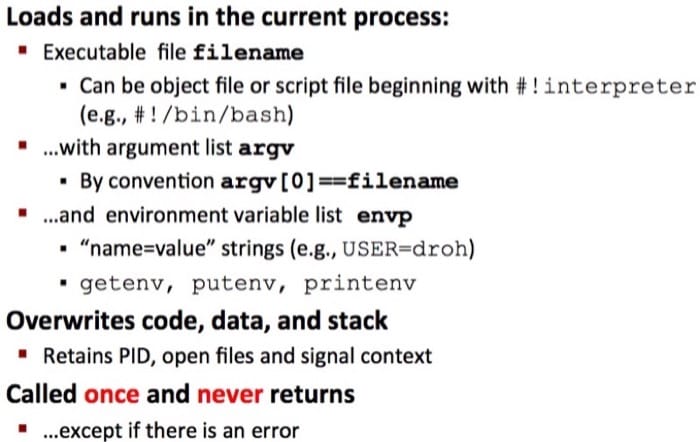 Loads and runs in the current process:
▪ Executable file filename
▪ Can be object file or script file beginning with #!interpreter
(e.g., #!/bin/bash)
▪ …with argument list argv
▪ By convention argv[0]==filename
▪ …and environment variable list envp
▪ “name=value” strings (e.g., USER=droh)
▪ getenv, putenv, printenv
Overwrites code, data, and stack
▪ Retains PID, open files and signal context
Called once and never returns
▪ …except if there is an error